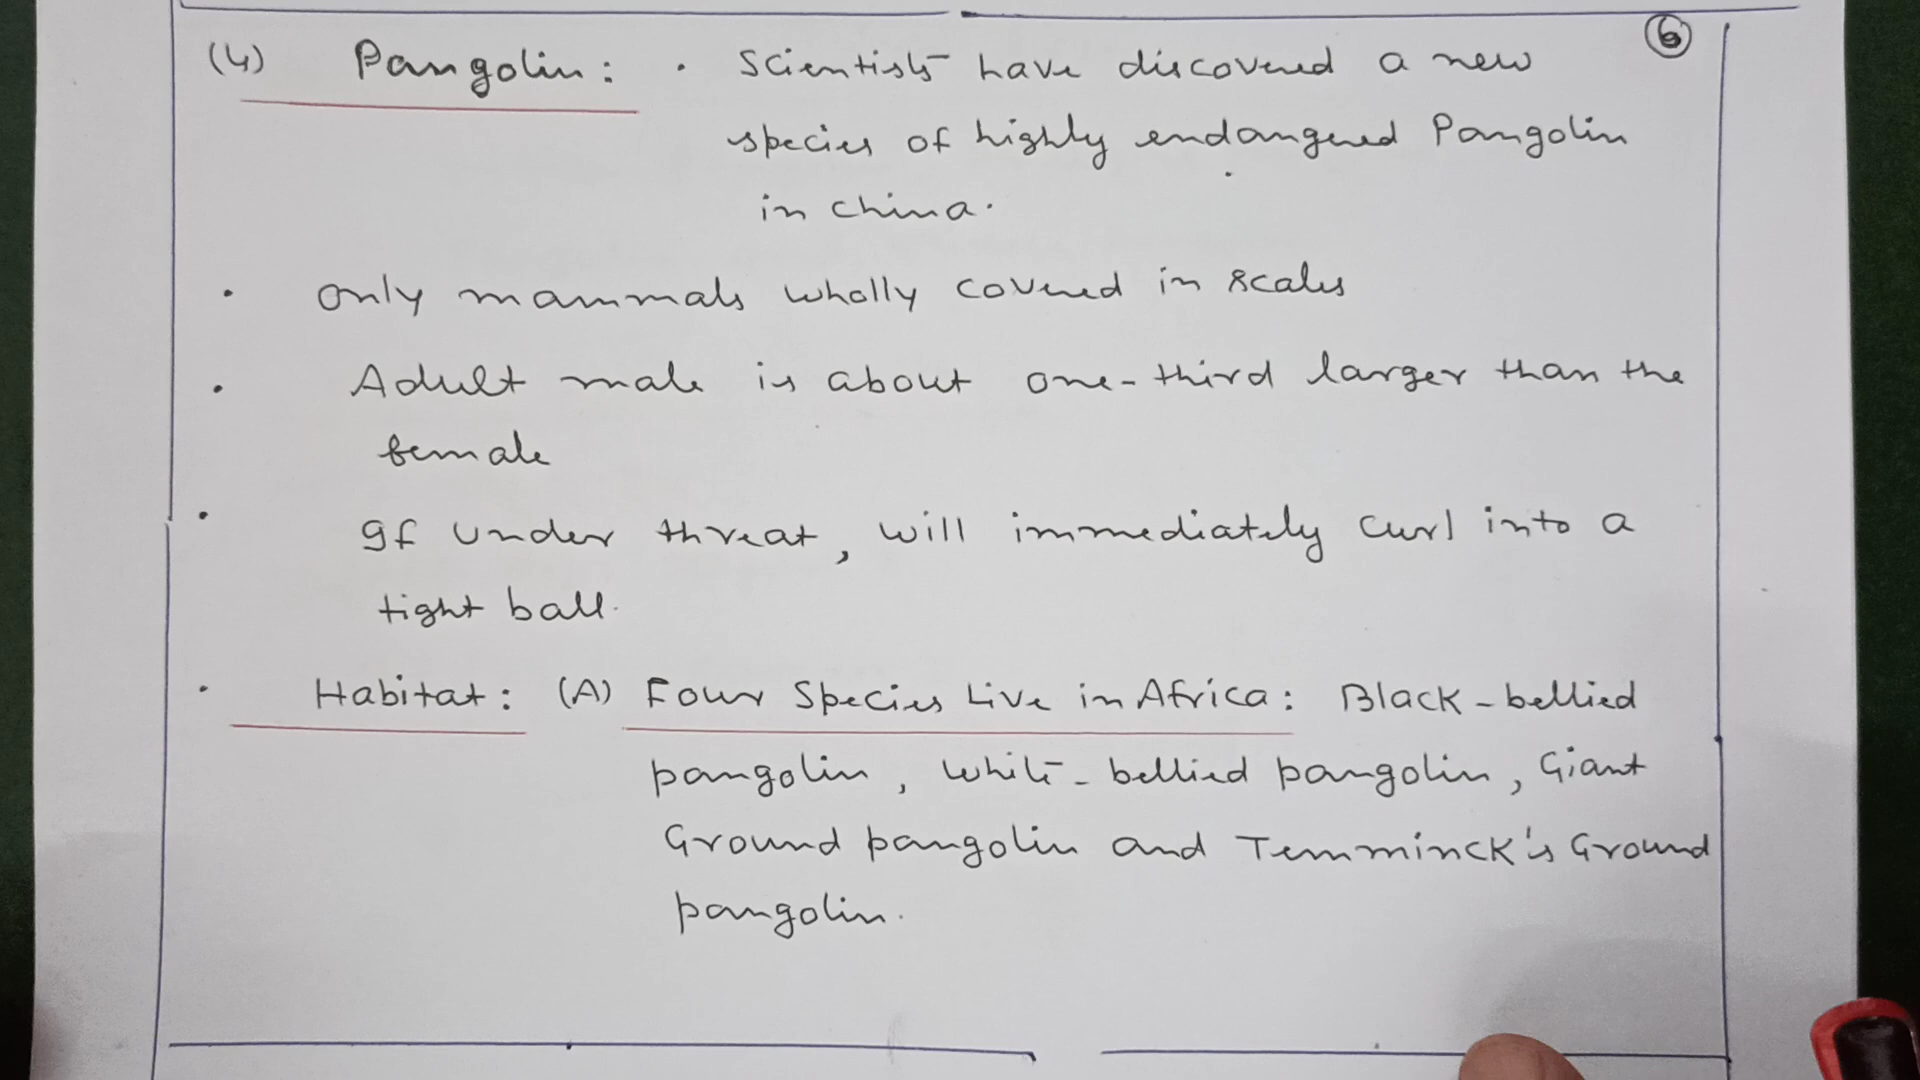 6
(4) Pangolin: • Scientists have discovered a new
species of highly endangered Pangolin
in china.
• Only mammals wholly covered in scales
• Adult male is about one-third larger than the
female
• If under threat, will immediately curl into a
tight ball.
• Habitat: (A) Four Species Live in Africa: Black-bellied
pangolin, White-bellied pangolin, Giant
Ground pangolin and Temminck's Ground
pangolin.